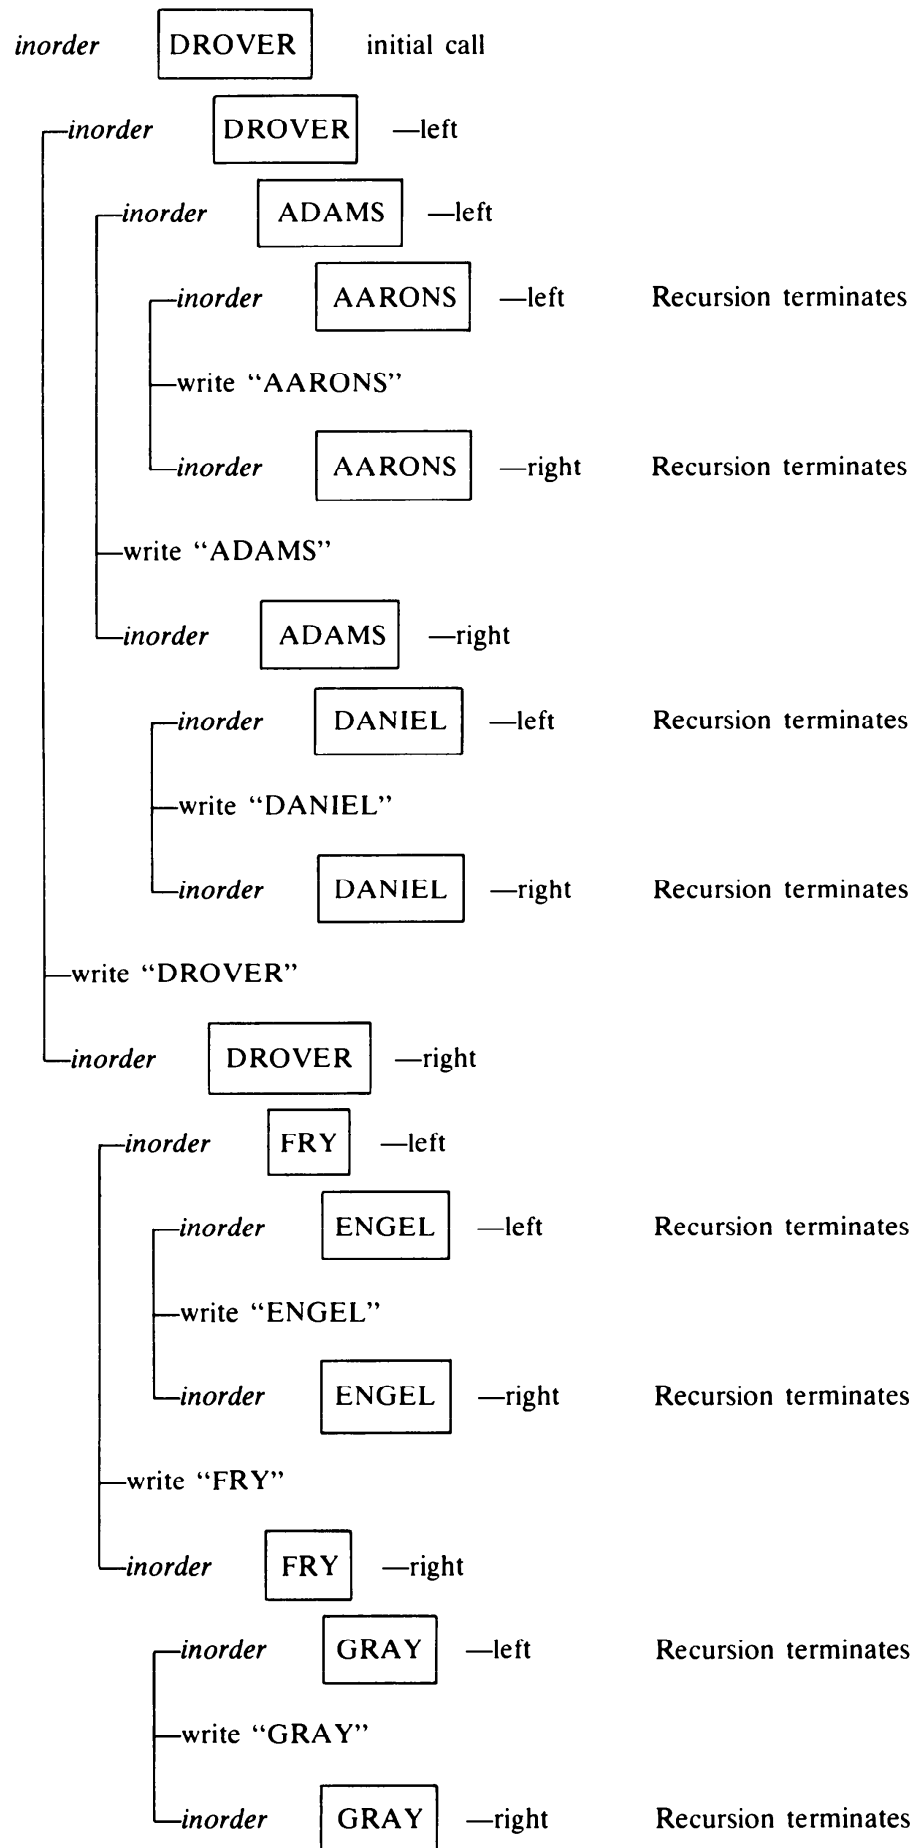 inorder DROVER initial call
inorder DROVER —left
inorder ADAMS —left
inorder AARONS —left Recursion terminates
write “AARONS”
inorder AARONS —right Recursion terminates
write “ADAMS”
inorder ADAMS —right
inorder DANIEL —left Recursion terminates
write “DANIEL”
inorder DANIEL —right Recursion terminates
write “DROVER”
inorder DROVER —right
inorder FRY —left
inorder ENGEL —left Recursion terminates
write “ENGEL”
inorder ENGEL —right Recursion terminates
write “FRY”
inorder FRY —right
inorder GRAY —left Recursion terminates
write “GRAY”
inorder GRAY —right Recursion terminates